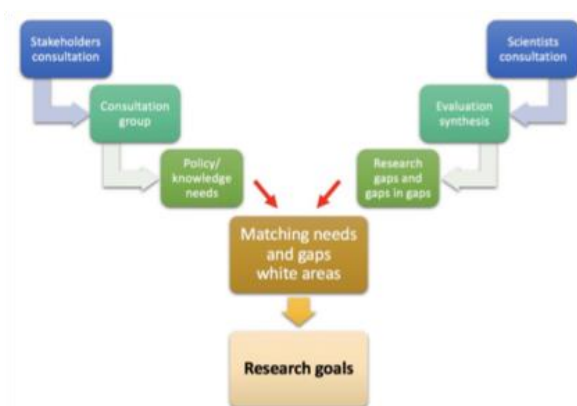 Stakeholders
consultation
Scientists
consultation
Consultation
group
Evaluation
synthesis
Policy/
knowledge
needs
Research
gaps and
gaps in gaps
Matching needs
and gaps
white areas
Research goals